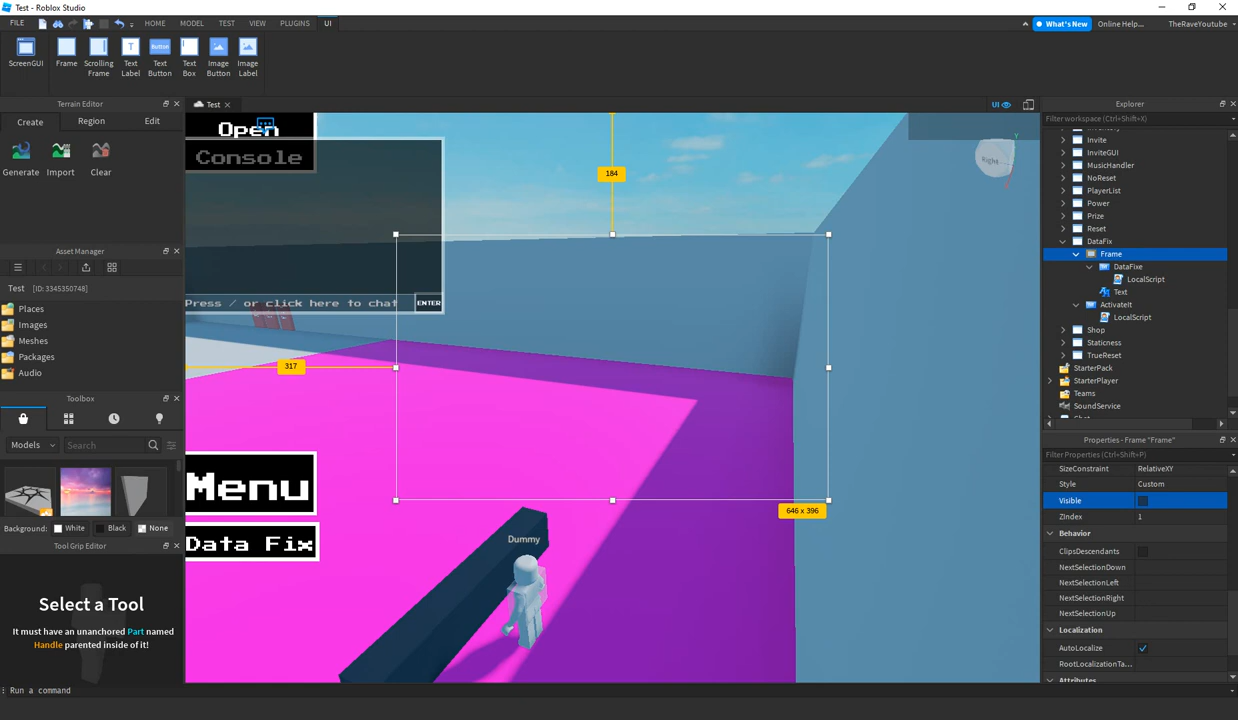 Test - Roblox Studio
FILE HOME MODEL TEST VIEW PLUGINS UI What's New Online Help... TheRaveYoutube
ScreenGUI Frame Scrolling Frame Text Label Button Text Button Text Box Image Button Image Label
Terrain Editor
Create Region Edit
Generate Import Clear
Asset Manager
Test [ID: 3345350748]
Places
Images
Meshes
Packages
Audio
Toolbox
Models Search
Background: White Black None
Tool Grip Editor
Select a Tool
It must have an unanchored Part named
Handle parented inside of it!
Run a command
Test
UI
Open
Console
Press / or click here to chat ENTER
184
317
646 x 396
Right
Y
Menu
Data Fix
Dummy
Explorer
Filter workspace (Ctrl+Shift+X)
Invite
InviteGUI
MusicHandler
NoReset
PlayerList
Power
Prize
Reset
DataFix
Frame
DataFixe
LocalScript
Text
ActivateIt
LocalScript
Shop
Staticness
TrueReset
StarterPack
StarterPlayer
Teams
SoundService
Properties - Frame "Frame"
Filter Properties (Ctrl+Shift+P)
SizeConstraint RelativeXY
Style Custom
Visible
ZIndex 1
Behavior
ClipsDescendants
NextSelectionDown
NextSelectionLeft
NextSelectionRight
NextSelectionUp
Localization
AutoLocalize
RootLocalizationTa...
Attributes